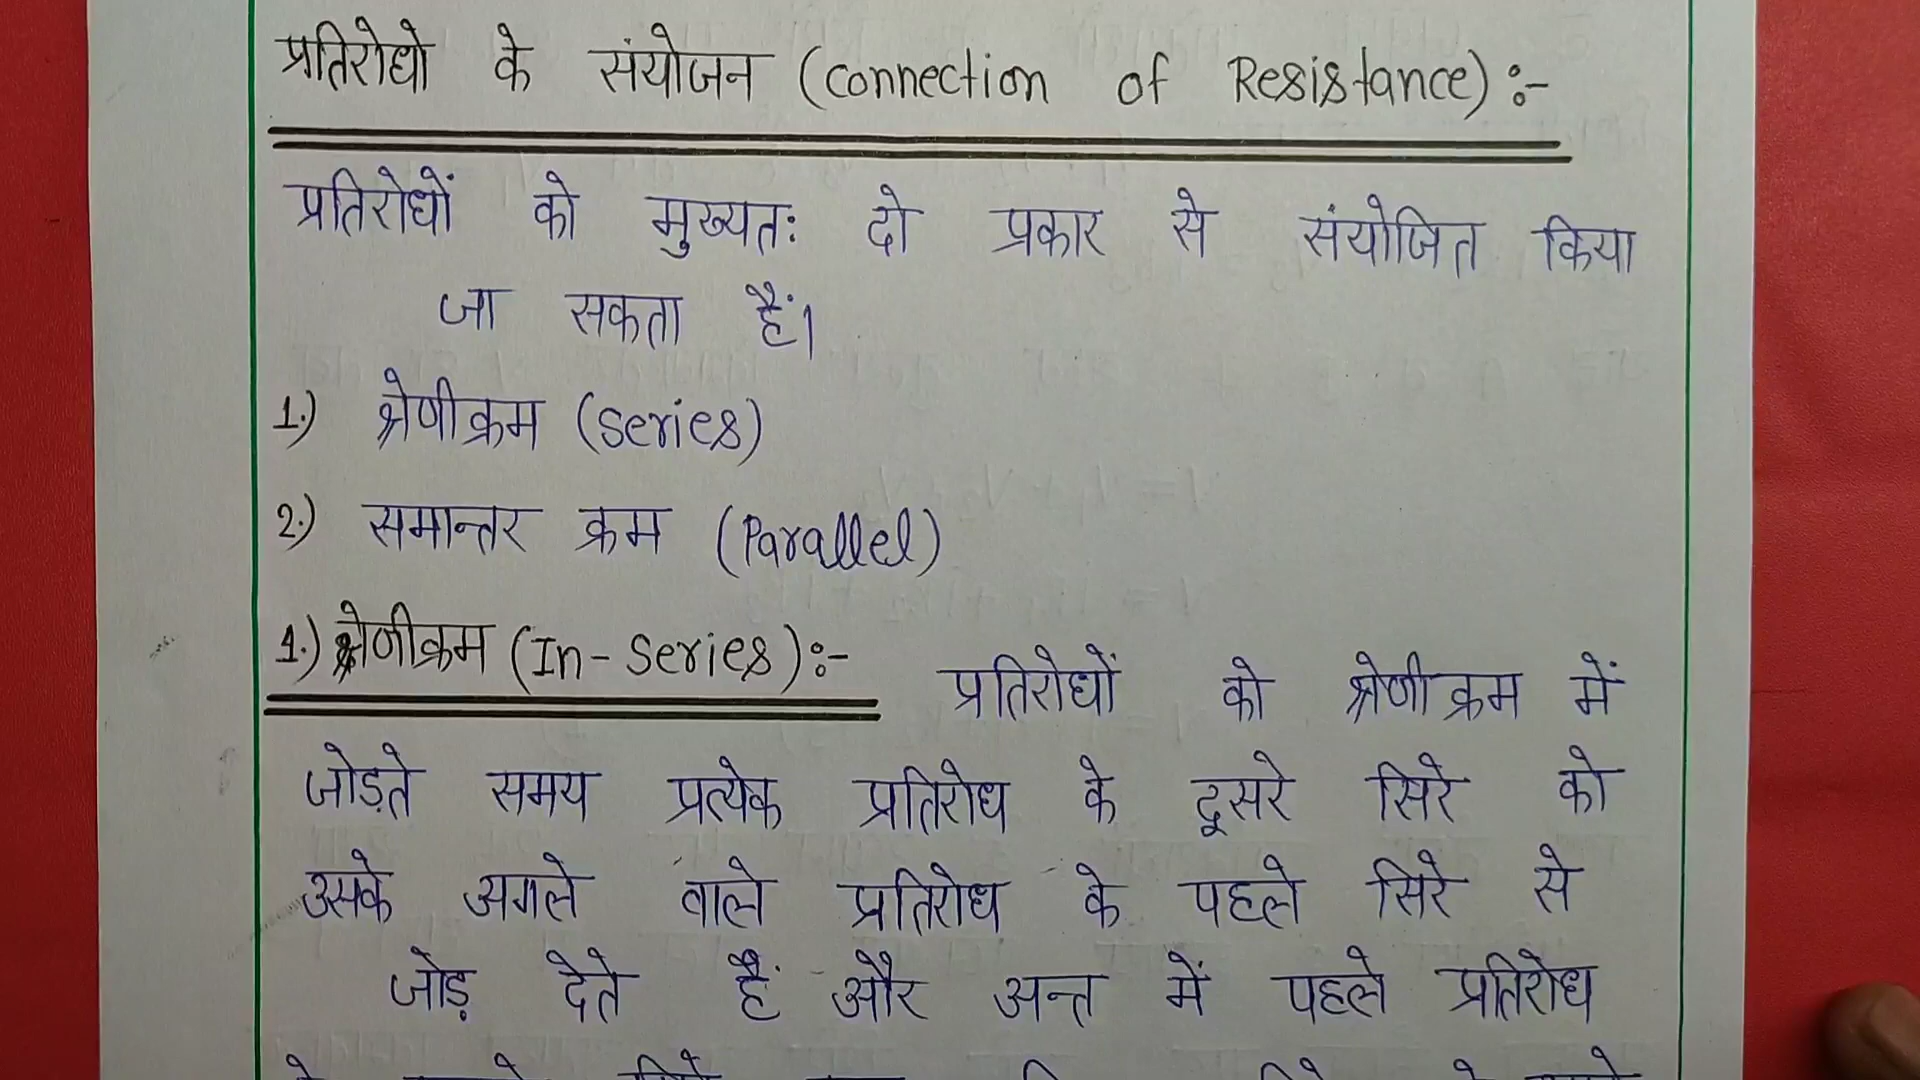 प्रतिरोधो के संयोजन (Connection of Resistance) :-
प्रतिरोधों को मुख्यतः दो प्रकार से संयोजित किया
जा सकता हैं।
1.) श्रेणीक्रम (Series)
2.) समान्तर क्रम (Parallel)
1.) श्रेणीक्रम (In-Series) :- प्रतिरोधों को श्रेणीक्रम में
जोड़ते समय प्रत्येक प्रतिरोध के दूसरे सिरे को
उसके अगले वाले प्रतिरोध के पहले सिरे से
जोड़ देते हैं और अन्त में पहले प्रतिरोध